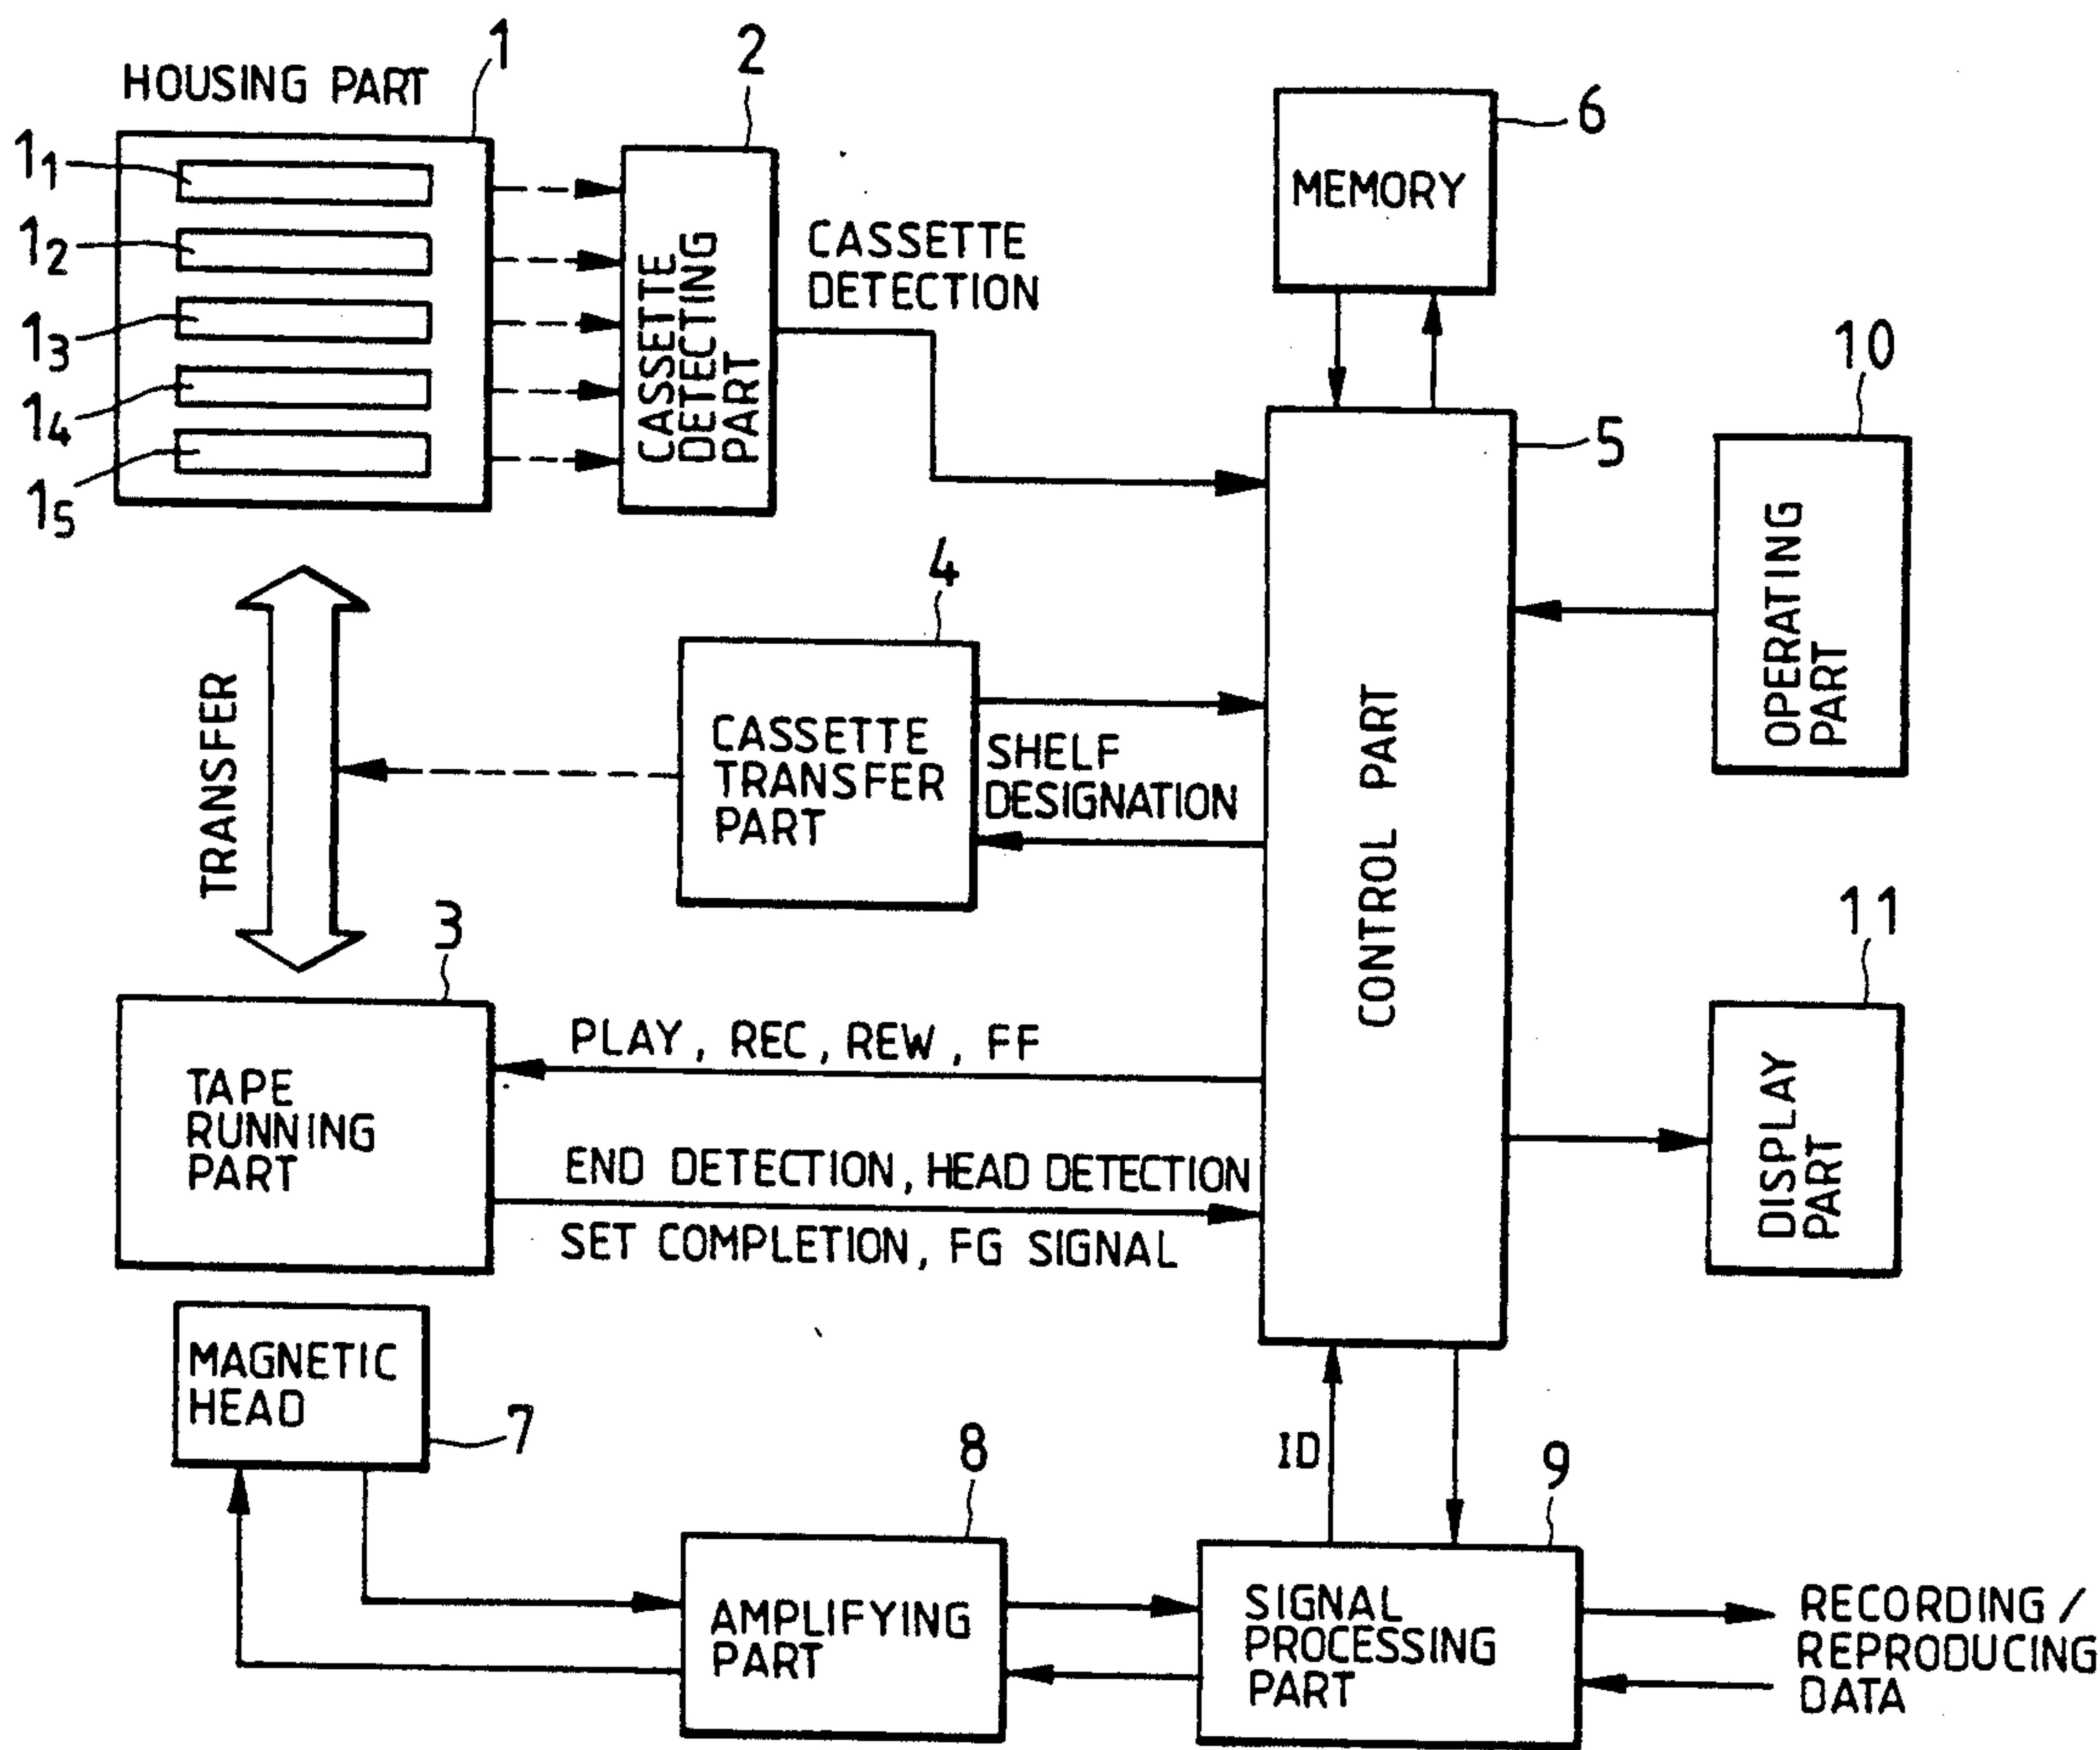 HOUSING PART
1
2
6
1₁
1₂
1₃
1₄
1₅
CASSETTE
DETECTING
PART
CASSETTE
DETECTION
MEMORY
10
5
OPERATING
PART
4
TRANSFER
CASSETTE
TRANSFER
PART
SHELF
DESIGNATION
CONTROL PART
11
3
TAPE
RUNNING
PART
PLAY, REC, REW, FF
END DETECTION, HEAD DETECTION
SET COMPLETION, FG SIGNAL
DISPLAY
PART
MAGNETIC
HEAD
7
8
ID
9
AMPLIFYING
PART
SIGNAL
PROCESSING
PART
RECORDING /
REPRODUCING
DATA